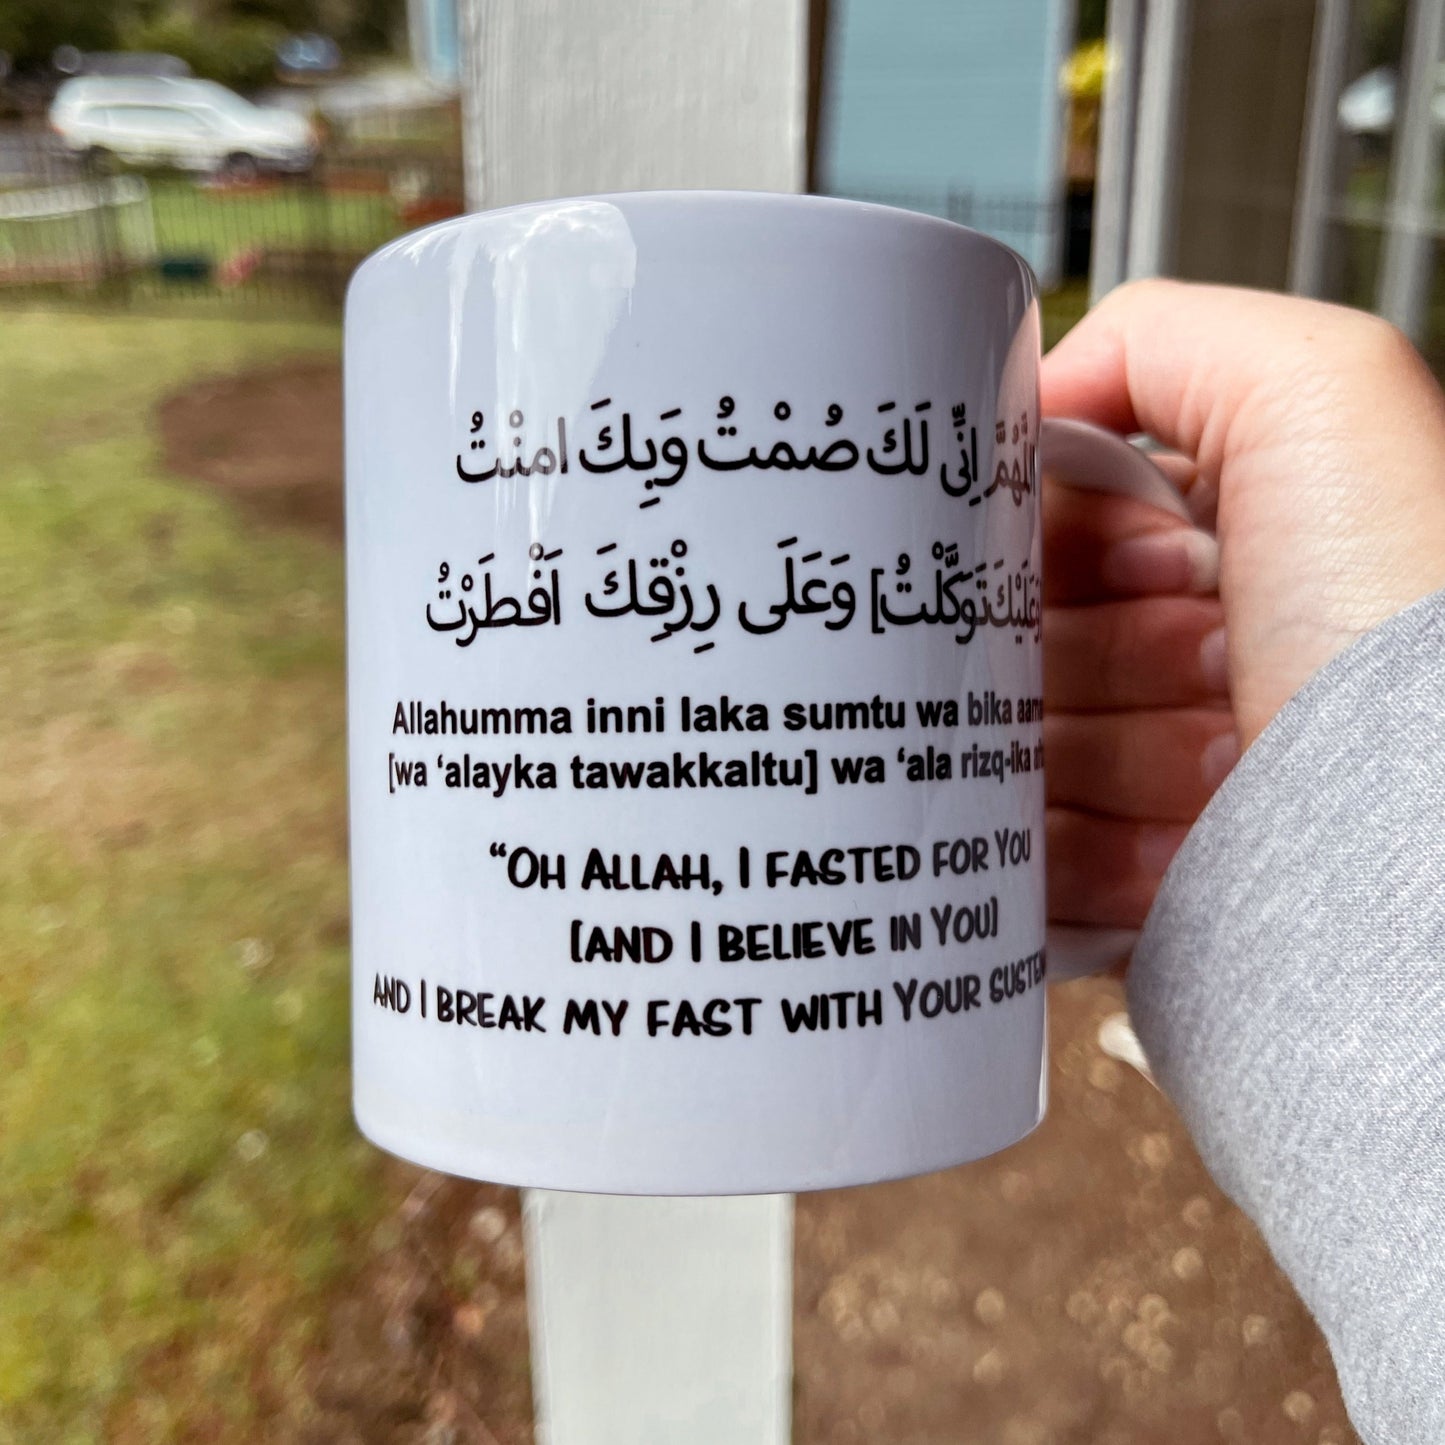 اللّٰهُمَّ اِنِّى لَكَ صُمْتُ وَبِكَ امنْتُ
وَعَلَيْكَ تَوَكَّلْتُ] وَعَلَى رِزْقِكَ اَفْطَرْتُ
Allahumma inni laka sumtu wa bika
[wa ‘alayka tawakkaltu] wa ‘ala rizq-ika
“OH ALLAH, I FASTED FOR YOU
[AND I BELIEVE IN YOU]
AND I BREAK MY FAST WITH YOUR